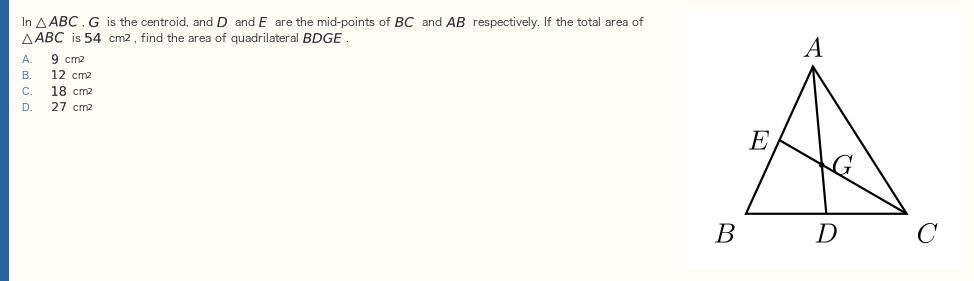 In △ABC , G is the centroid, and D and E are the mid-points of BC and AB respectively. If the total area of
△ABC is 54 cm2 , find the area of quadrilateral BDGE .
A. 9 cm2
B. 12 cm2
C. 18 cm2
D. 27 cm2
A
E
G
B
D
C